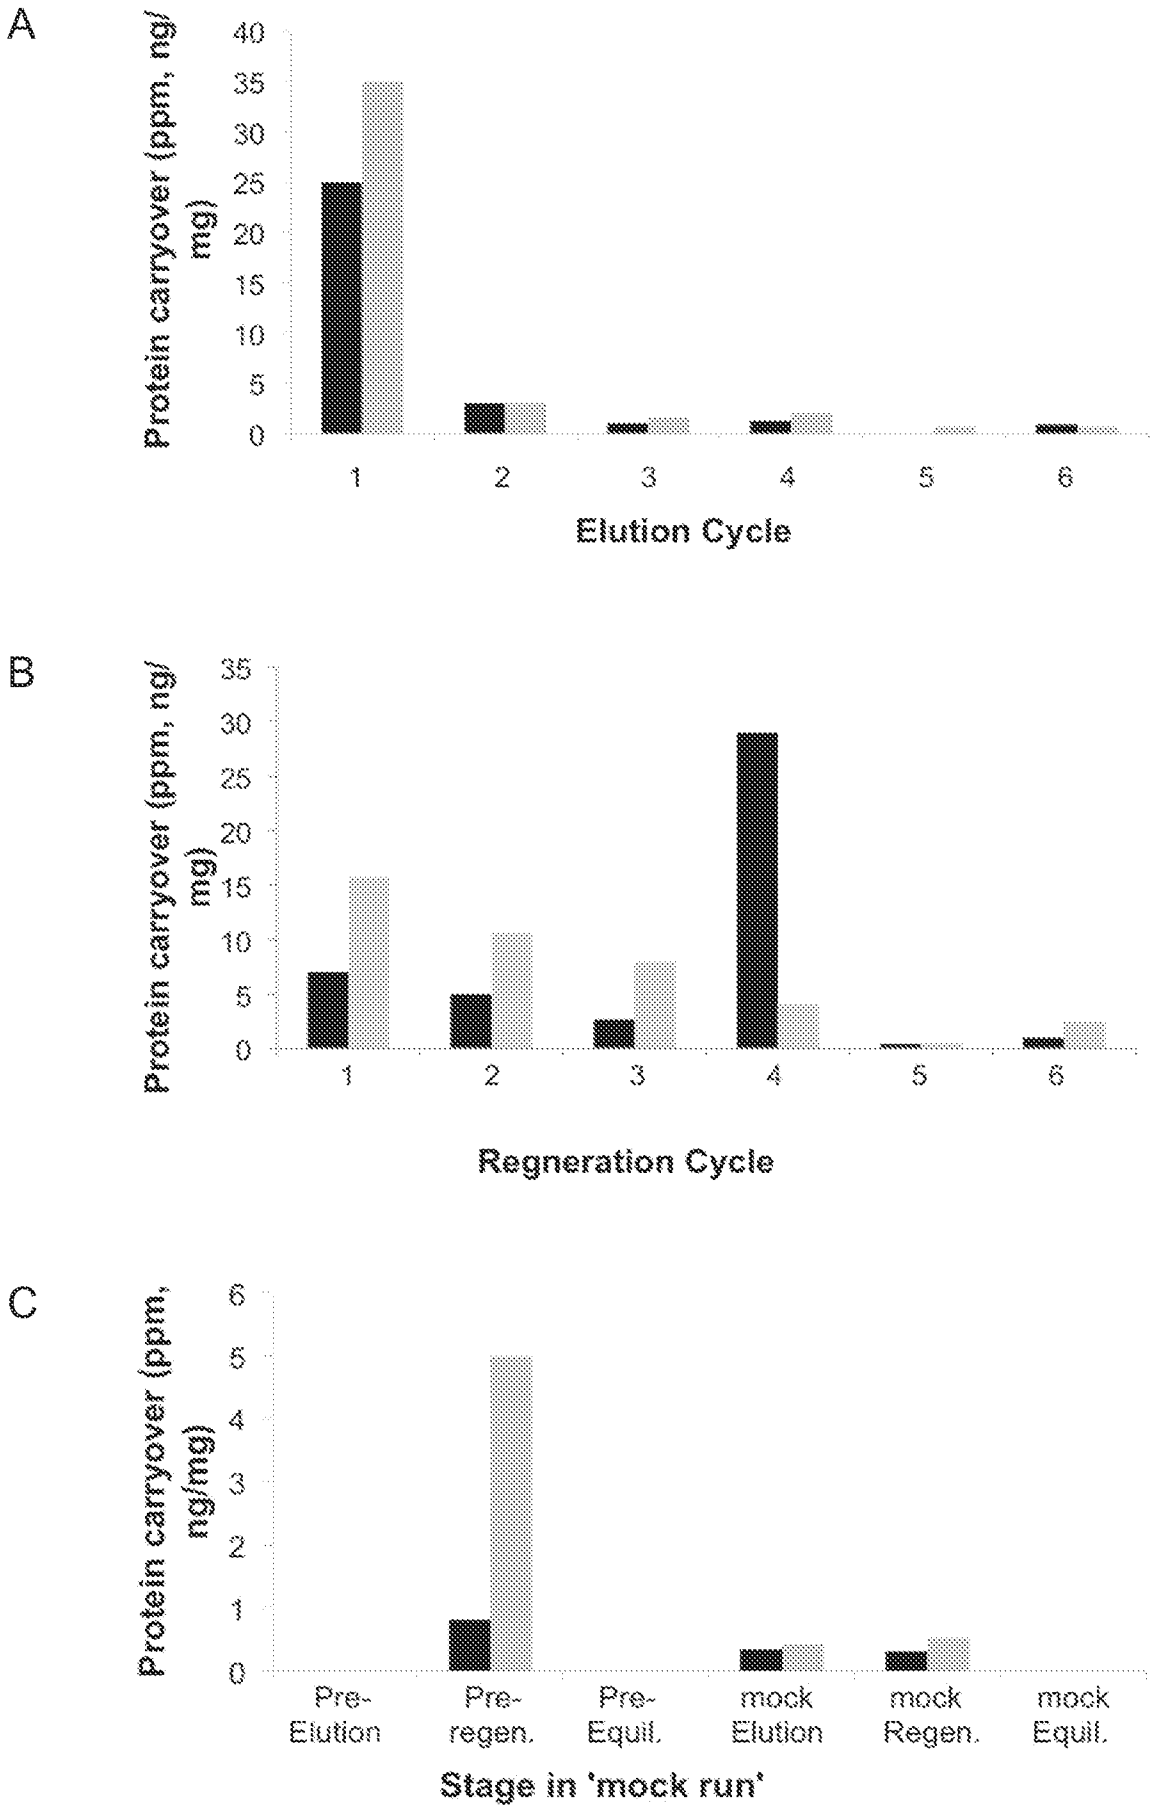 A
Protein carryover (ppm, ng/
mg)
40
35
30
25
20
15
10
5
0
1 2 3 4 5 6
Elution Cycle
B
Protein carryover (ppm, ng/
mg)
35
30
25
20
15
10
5
0
1 2 3 4 5 6
Regneration Cycle
C
Protein carryover (ppm,
ng/mg)
6
5
4
3
2
1
0
Pre- Pre- Pre- mock mock mock
Elution regen. Equil. Elution Regen. Equil.
Stage in 'mock run'